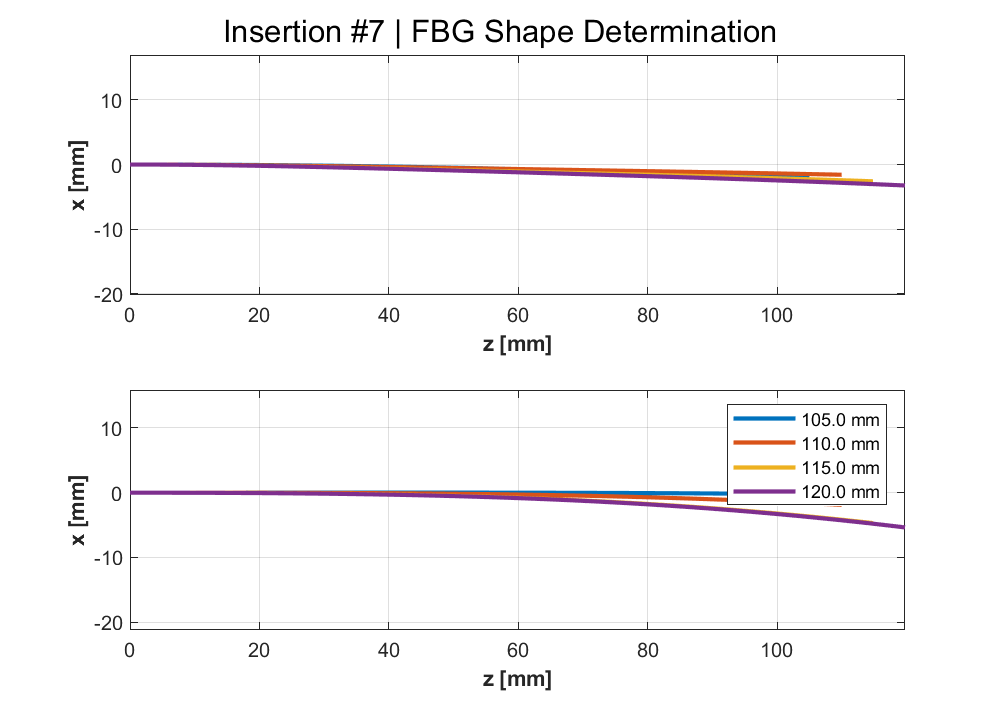 Insertion #7 | FBG Shape Determination
10
0
-10
-20
x [mm]
0 20 40 60 80 100
z [mm]
10
0
-10
-20
x [mm]
105.0 mm
110.0 mm
115.0 mm
120.0 mm
0 20 40 60 80 100
z [mm]